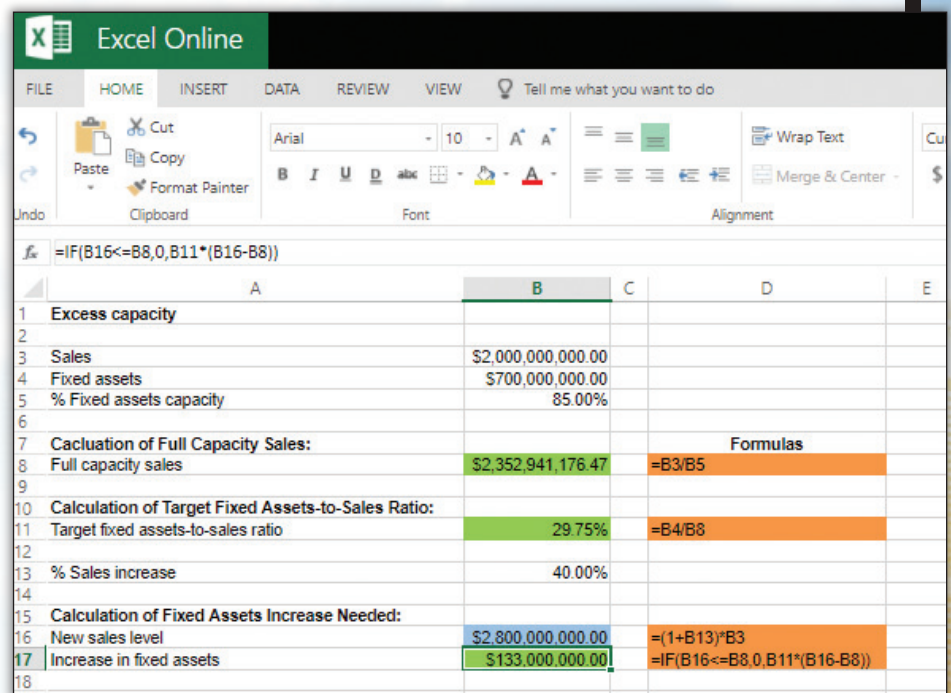 Excel Online
FILE HOME INSERT DATA REVIEW VIEW Tell me what you want to do
Cut
Copy
Paste
Format Painter
Arial 10 A A
B I U D abc A
Wrap Text
Merge & Center
Cu
$
Undo Clipboard Font Alignment
fx =IF(B16<=B8,0,B11*(B16-B8))
A B C D E
1 Excess capacity
2
3 Sales $2,000,000,000.00
4 Fixed assets $700,000,000.00
5 % Fixed assets capacity 85.00%
6
7 Cacluation of Full Capacity Sales: Formulas
8 Full capacity sales $2,352,941,176.47 =B3/B5
9
10 Calculation of Target Fixed Assets-to-Sales Ratio:
11 Target fixed assets-to-sales ratio 29.75% =B4/B8
12
13 % Sales increase 40.00%
14
15 Calculation of Fixed Assets Increase Needed:
16 New sales level $2,800,000,000.00 =(1+B13)*B3
17 Increase in fixed assets $133,000,000.00 =IF(B16<=B8,0,B11*(B16-B8))
18